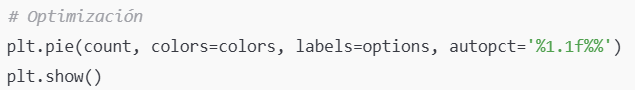 # Optimización
plt.pie(count, colors=colors, labels=options, autopct='%1.1f%%')
plt.show()